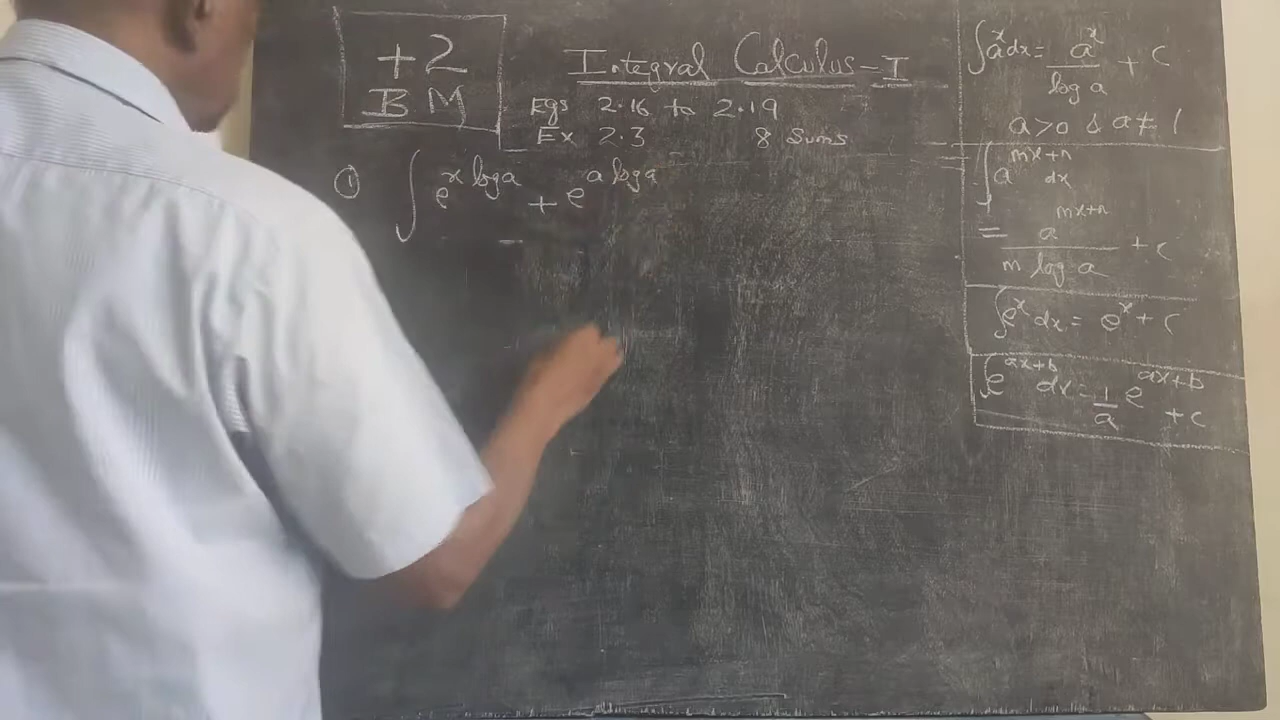 +2
B M
Integral Calculus - I
Egs 2.16 to 2.19
Ex 2.3 8 Sums
① ∫ e^{x log a} + e^{a log a}
–
∫ a^x dx = a^x / log a + c
a > 0 & a ≠ 1
∫ a^{mx+n} dx
= a^{mx+n} / m log a + c
∫ e^x dx = e^x + c
∫ e^{ax+b} dx = 1/a e^{ax+b} + c